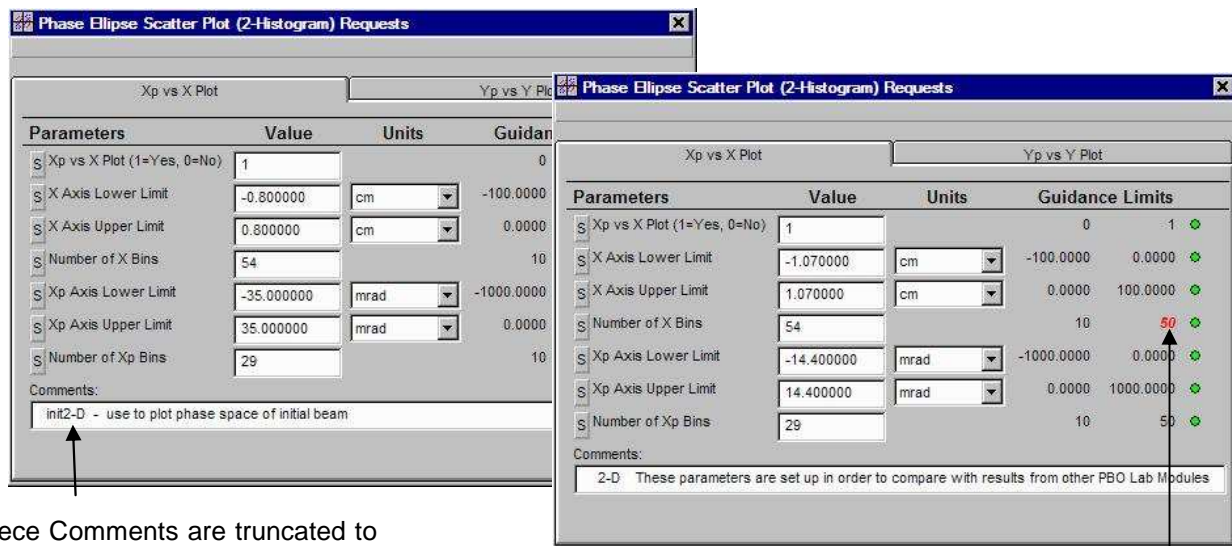 Phase Ellipse Scatter Plot (2-Histogram) Requests
Xp vs X Plot
Parameters Value Units
S Xp vs X Plot (1=Yes, 0=No) 1 0
S X Axis Lower Limit -0.800000 cm -100.0000
S X Axis Upper Limit 0.800000 cm 0.0000
S Number of X Bins 54 10
S Xp Axis Lower Limit -35.000000 mrad -1000.0000
S Xp Axis Upper Limit 35.000000 mrad 0.0000
S Number of Xp Bins 29 10
Comments:
init2-D - use to plot phase space of initial beam
ece Comments are truncated to
Phase Ellipse Scatter Plot (2-Histogram) Requests
Xp vs X Plot Yp vs Y Plot
Parameters Value Units Guidance Limits
S Xp vs X Plot (1=Yes, 0=No) 1 0 1
S X Axis Lower Limit -1.070000 cm -100.0000 0.0000
S X Axis Upper Limit 1.070000 cm 0.0000 100.0000
S Number of X Bins 54 10 50
S Xp Axis Lower Limit -14.400000 mrad -1000.0000 0.0000
S Xp Axis Upper Limit 14.400000 mrad 0.0000 1000.0000
S Number of Xp Bins 29 10 50
Comments:
2-D These parameters are set up in order to compare with results from other PBO Lab Modules